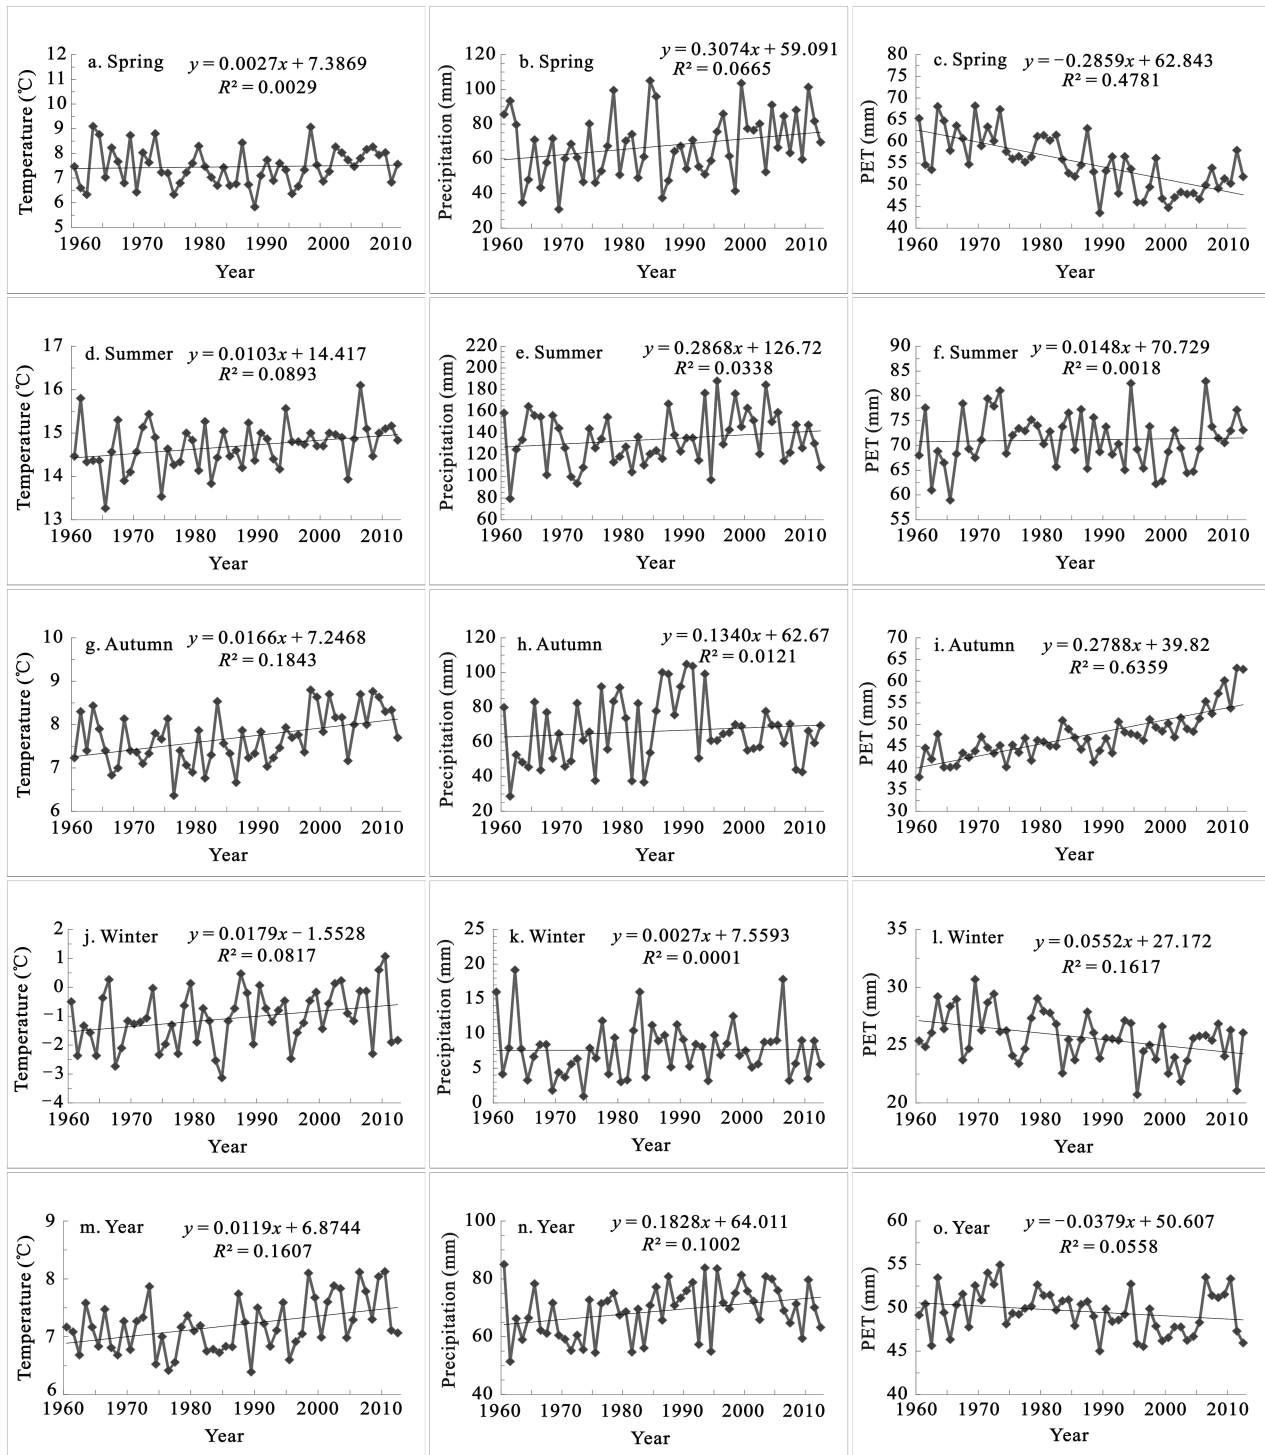 a. Spring
y = 0.0027x + 7.3869
R² = 0.0029
Temperature (℃)
12
11
10
9
8
7
6
5
1960 1970 1980 1990 2000 2010
Year
b. Spring
y = 0.3074x + 59.091
R² = 0.0665
Precipitation (mm)
120
100
80
60
40
20
1960 1970 1980 1990 2000 2010
Year
c. Spring
y = −0.2859x + 62.843
R² = 0.4781
PET (mm)
80
75
70
65
60
55
50
45
40
1960 1970 1980 1990 2000 2010
Year
d. Summer
y = 0.0103x + 14.417
R² = 0.0893
Temperature (℃)
17
16
15
14
13
1960 1970 1980 1990 2000 2010
Year
e. Summer
y = 0.2868x + 126.72
R² = 0.0338
Precipitation (mm)
220
200
180
160
140
120
100
80
60
1960 1970 1980 1990 2000 2010
Year
f. Summer
y = 0.0148x + 70.729
R² = 0.0018
PET (mm)
90
85
80
75
70
65
60
55
1960 1970 1980 1990 2000 2010
Year
g. Autumn
y = 0.0166x + 7.2468
R² = 0.1843
Temperature (℃)
10
9
8
7
6
1960 1970 1980 1990 2000 2010
Year
h. Autumn
y = 0.1340x + 62.67
R² = 0.0121
Precipitation (mm)
120
100
80
60
40
20
1960 1970 1980 1990 2000 2010
Year
i. Autumn
y = 0.2788x + 39.82
R² = 0.6359
PET (mm)
70
65
60
55
50
45
40
35
30
1960 1970 1980 1990 2000 2010
Year
j. Winter
y = 0.0179x − 1.5528
R² = 0.0817
Temperature (℃)
2
1
0
−1
−2
−3
−4
1960 1970 1980 1990 2000 2010
Year
k. Winter
y = 0.0027x + 7.5593
R² = 0.0001
Precipitation (mm)
25
20
15
10
5
0
1960 1970 1980 1990 2000 2010
Year
l. Winter
y = 0.0552x + 27.172
R² = 0.1617
PET (mm)
35
30
25
20
1960 1970 1980 1990 2000 2010
Year
m. Year
y = 0.0119x + 6.8744
R² = 0.1607
Temperature (℃)
9
8
7
6
1960 1970 1980 1990 2000 2010
Year
n. Year
y = 0.1828x + 64.011
R² = 0.1002
Precipitation (mm)
100
80
60
40
1960 1970 1980 1990 2000 2010
Year
o. Year
y = −0.0379x + 50.607
R² = 0.0558
PET (mm)
60
55
50
45
40
1960 1970 1980 1990 2000 2010
Year